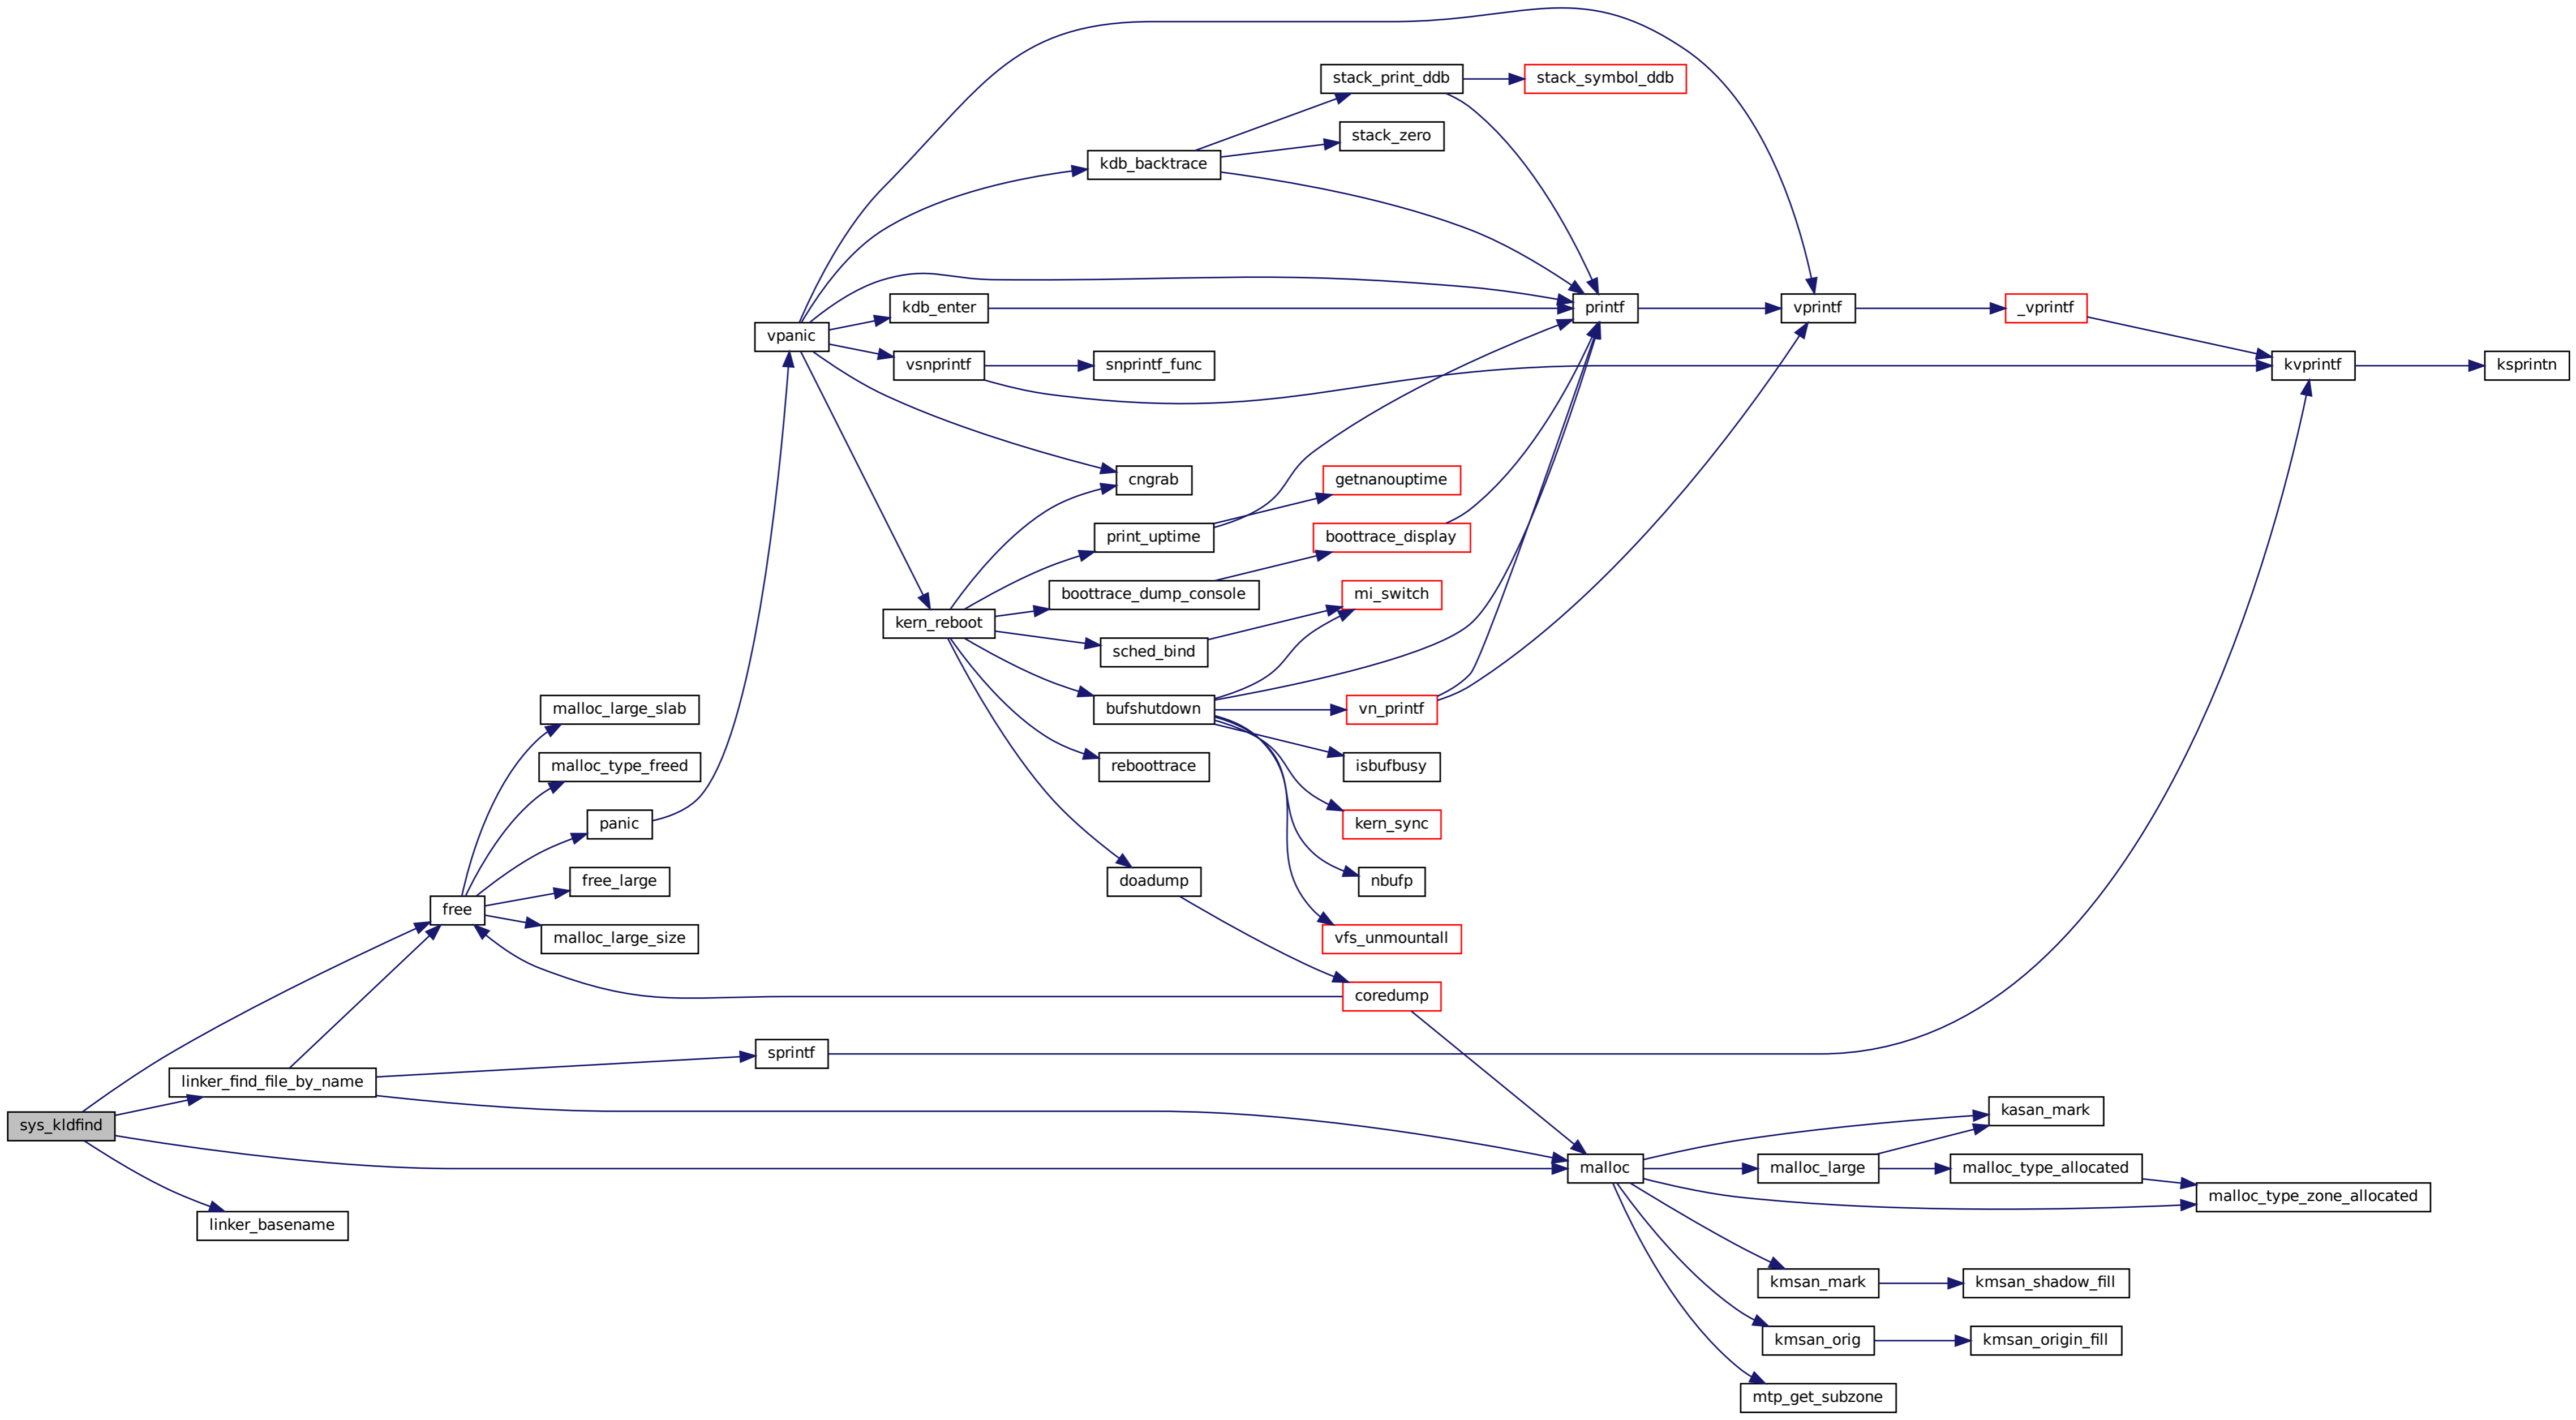 stack_print_ddb
stack_symbol_ddb
stack_zero
kdb_backtrace
kdb_enter
printf
vprintf
_vprintf
vpanic
vsnprintf
snprintf_func
kvprintf
ksprintn
cngrab
getnanouptime
print_uptime
boottrace_display
boottrace_dump_console
mi_switch
kern_reboot
sched_bind
bufshutdown
vn_printf
malloc_large_slab
malloc_type_freed
reboottrace
isbufbusy
panic
kern_sync
free_large
doadump
nbufp
free
malloc_large_size
vfs_unmountall
coredump
sprintf
linker_find_file_by_name
sys_kldfind
kasan_mark
malloc
malloc_large
malloc_type_allocated
malloc_type_zone_allocated
linker_basename
kmsan_mark
kmsan_shadow_fill
kmsan_orig
kmsan_origin_fill
mtp_get_subzone